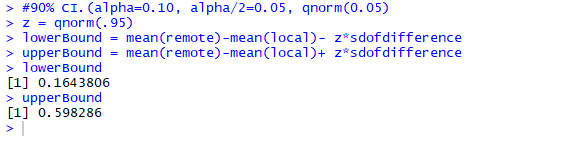 > #90% CI.(alpha=0.10, alpha/2=0.05, qnorm(0.05)
> z = qnorm(.95)
> lowerBound = mean(remote)-mean(local)- z*sdofdifference
> upperBound = mean(remote)-mean(local)+ z*sdofdifference
> lowerBound
[1] 0.1643806
> upperBound
[1] 0.598286
>